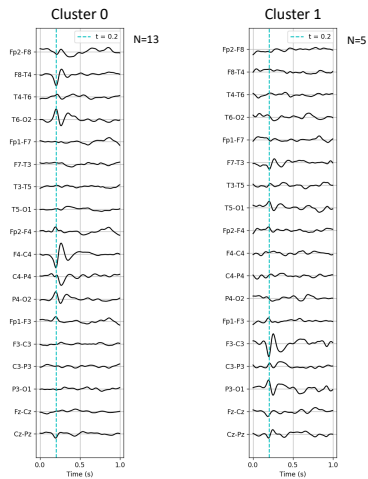 Cluster 0
N=13
t = 0.2
Fp2-F8
F8-T4
T4-T6
T6-O2
Fp1-F7
F7-T3
T3-T5
T5-O1
Fp2-F4
F4-C4
C4-P4
P4-O2
Fp1-F3
F3-C3
C3-P3
P3-O1
Fz-Cz
Cz-Pz
0.0 0.5 1.0
Time (s)
Cluster 1
N=5
t = 0.2
Fp2-F8
F8-T4
T4-T6
T6-O2
Fp1-F7
F7-T3
T3-T5
T5-O1
Fp2-F4
F4-C4
C4-P4
P4-O2
Fp1-F3
F3-C3
C3-P3
P3-O1
Fz-Cz
Cz-Pz
0.0 0.5 1.0
Time (s)